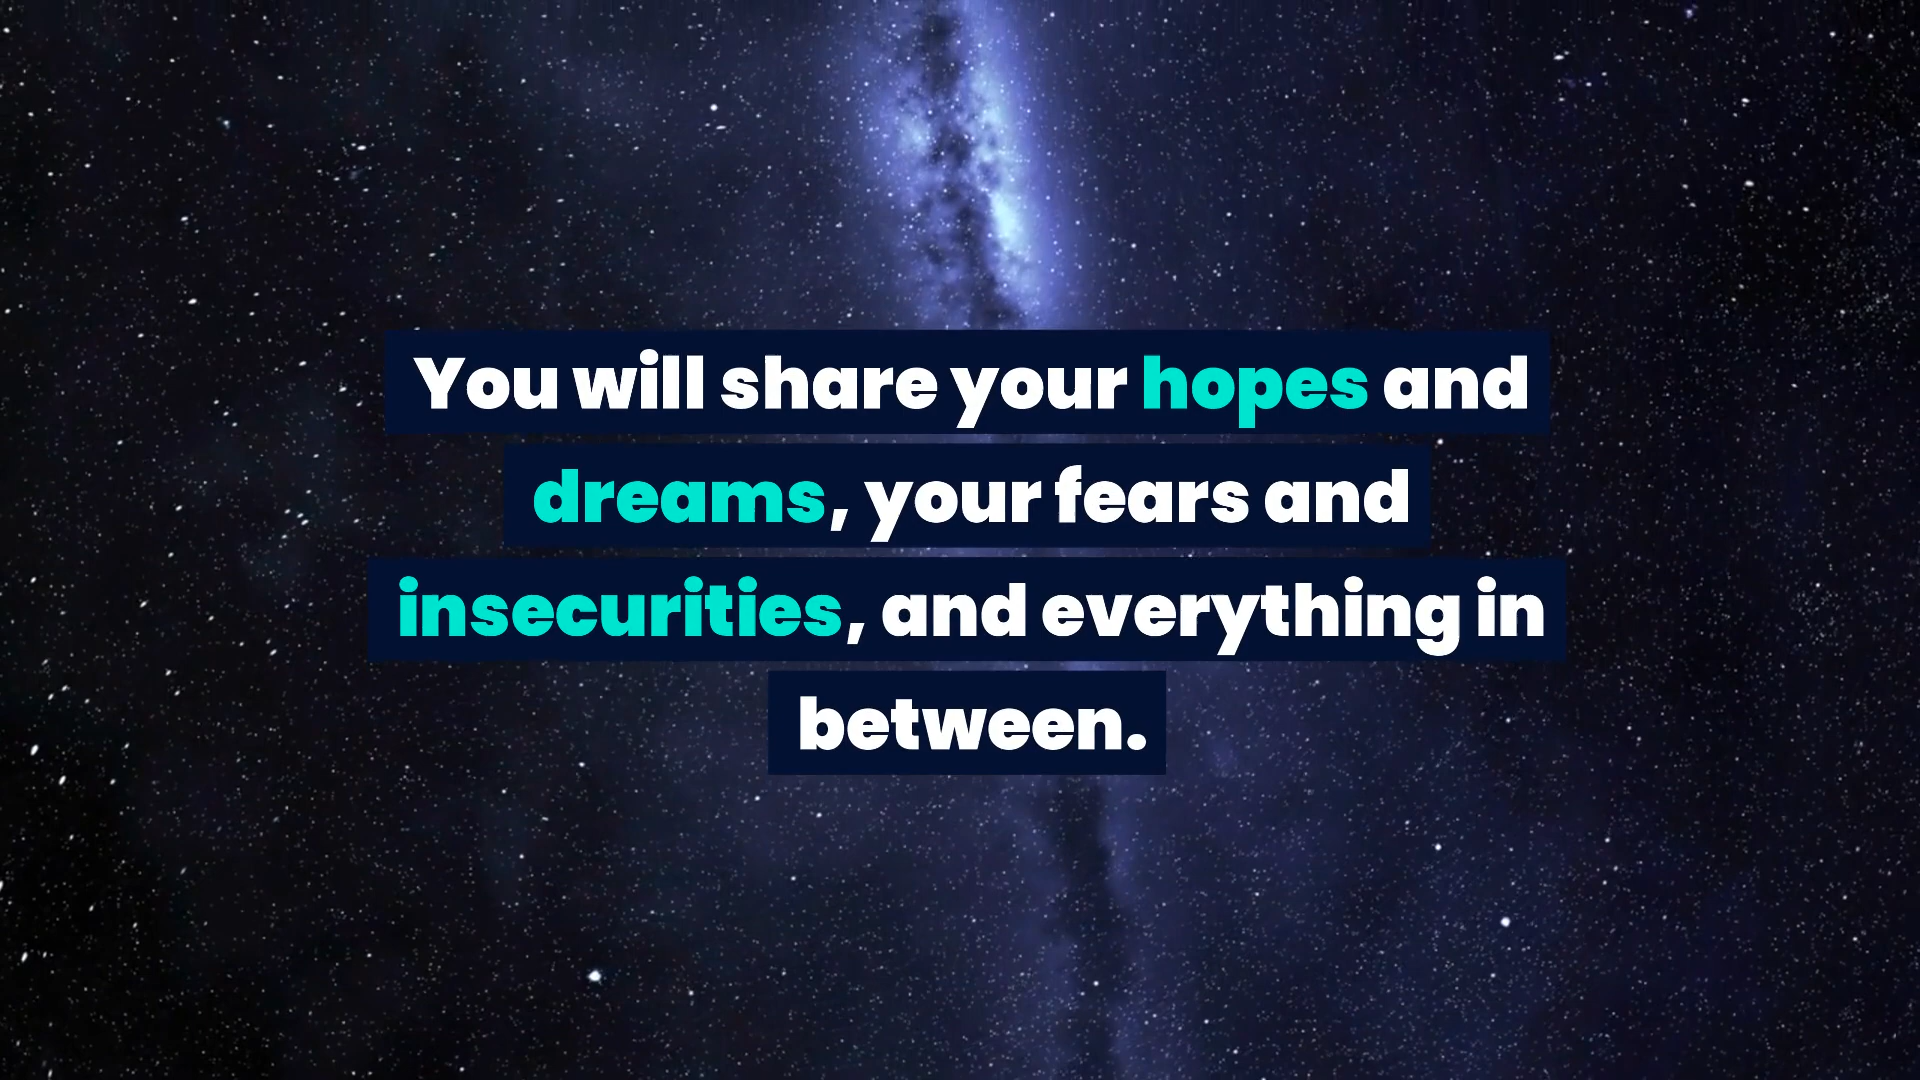 You will share your hopes and
dreams, your fears and
insecurities, and everything in
between.